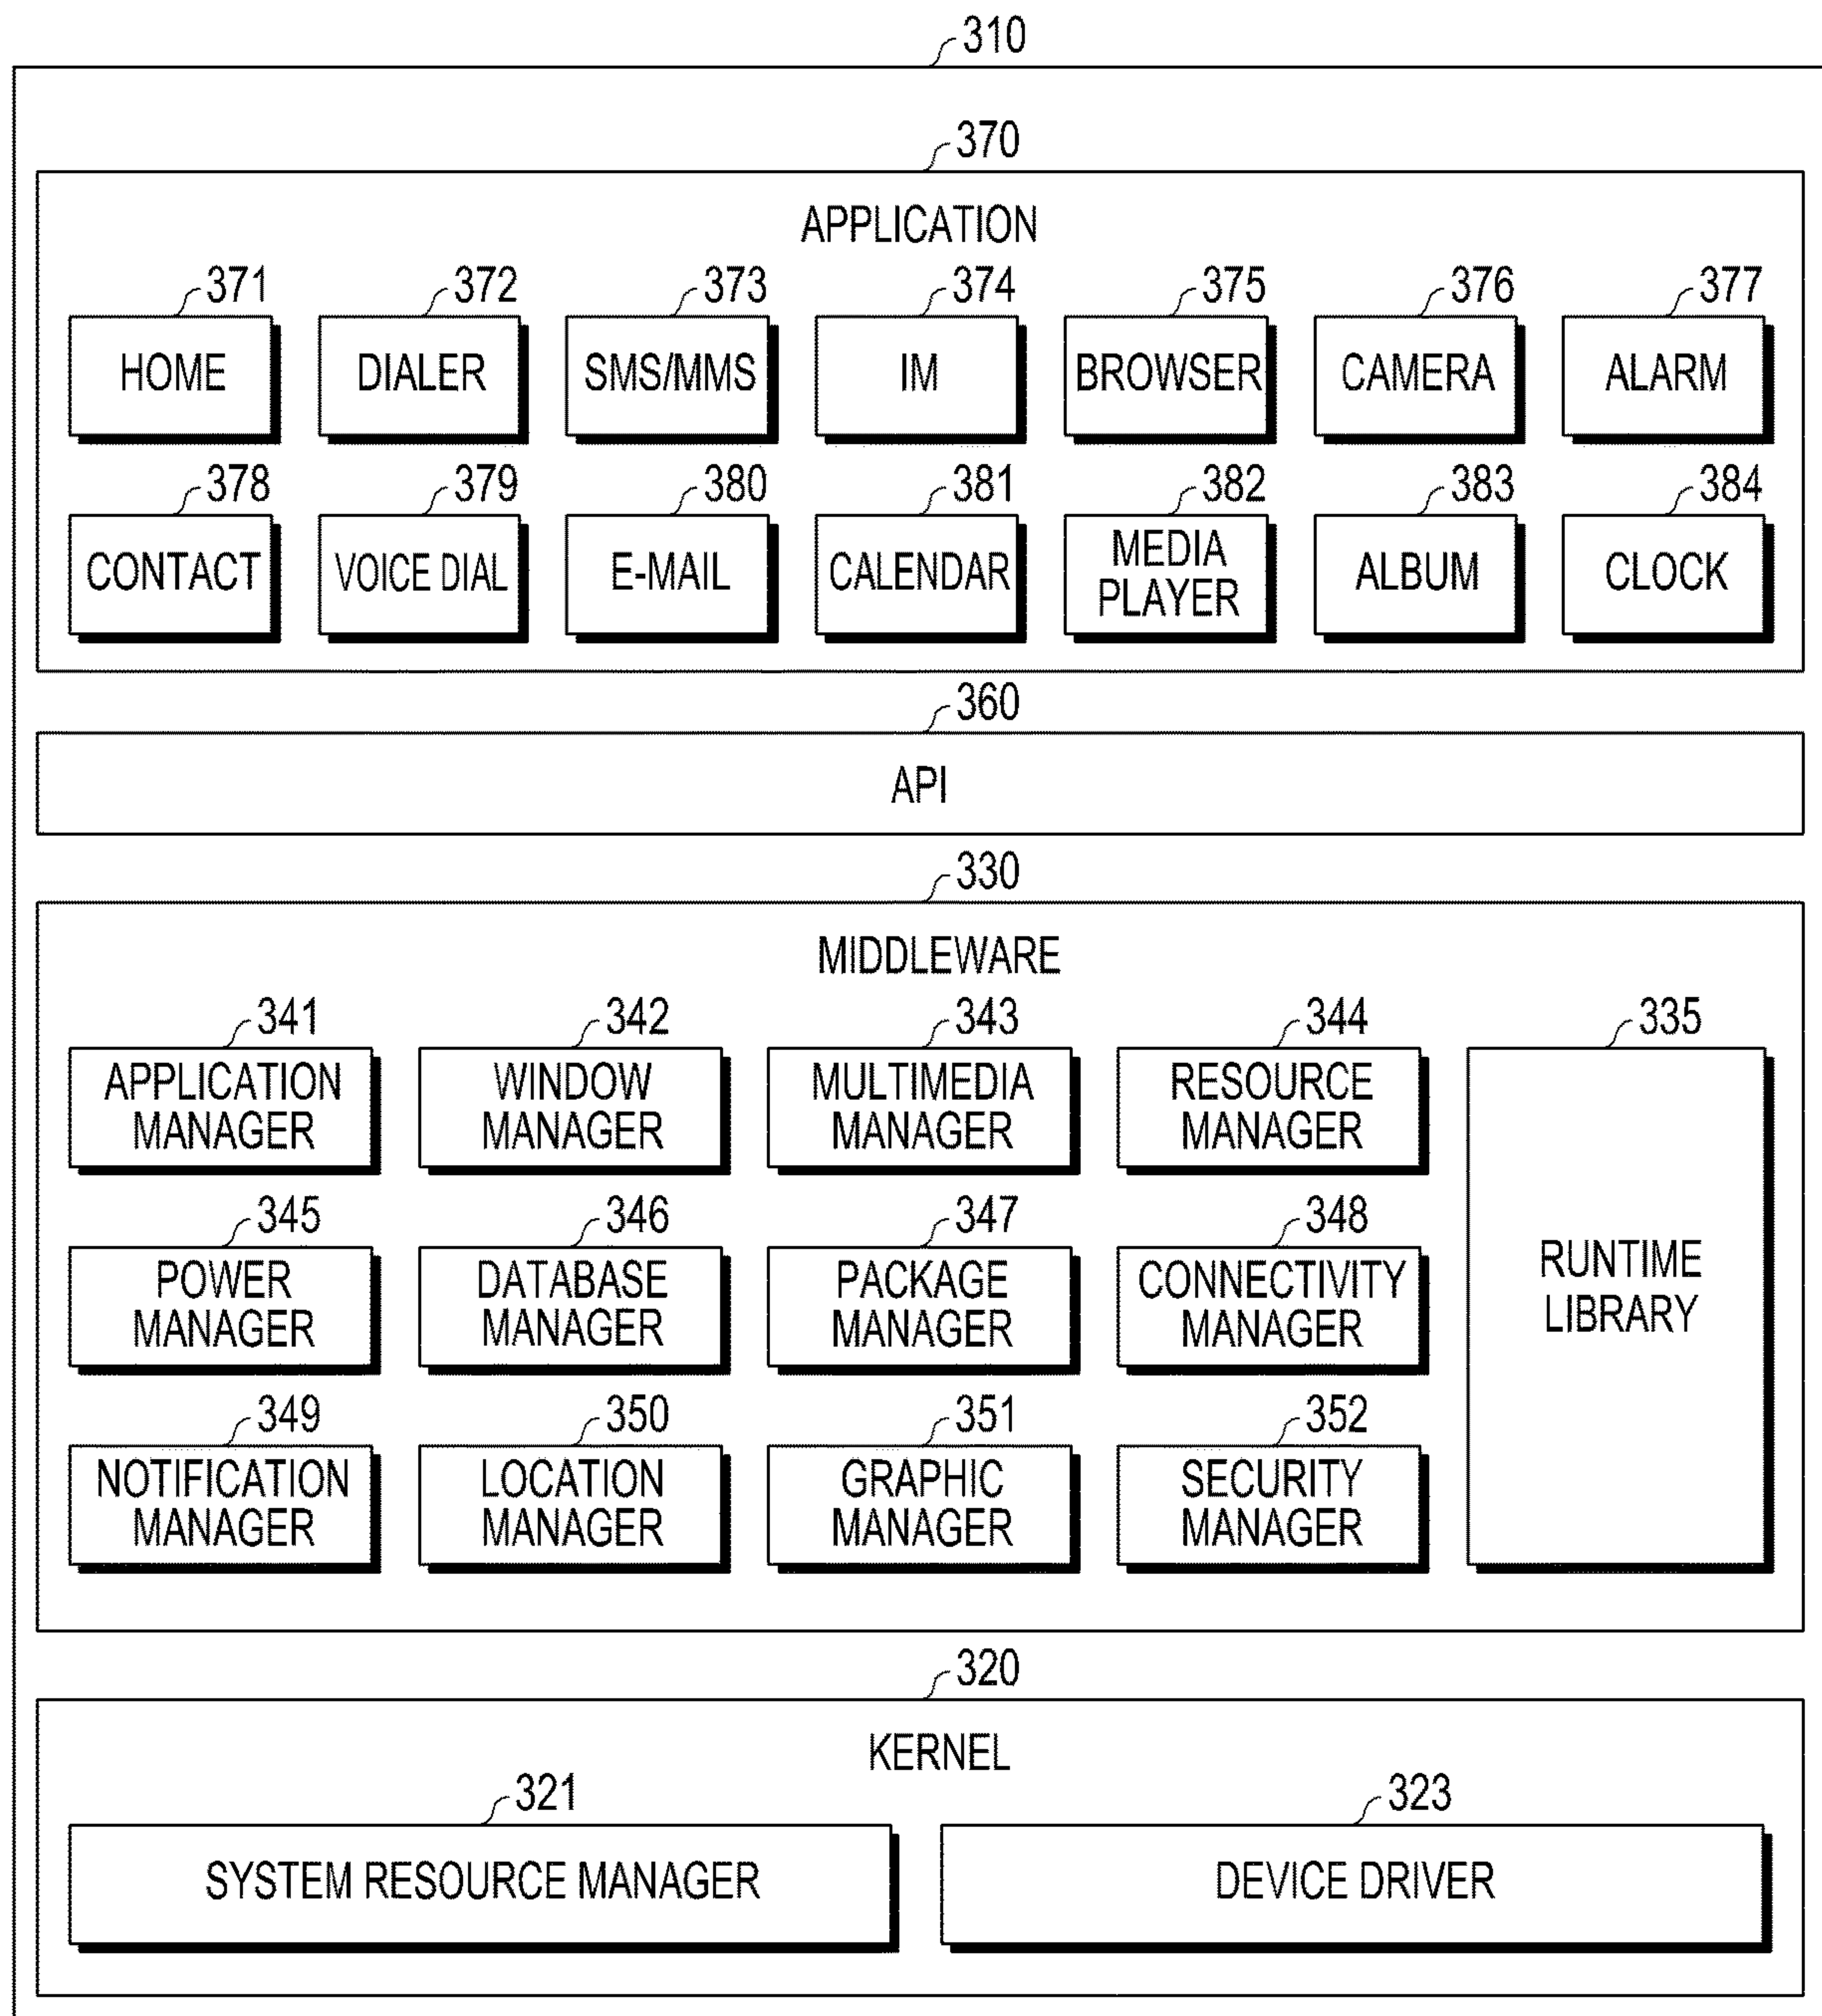 310
370
APPLICATION
371 372 373 374 375 376 377
HOME DIALER SMS/MMS IM BROWSER CAMERA ALARM
378 379 380 381 382 383 384
CONTACT VOICE DIAL E-MAIL CALENDAR MEDIA PLAYER ALBUM CLOCK
360
API
330
MIDDLEWARE
341 342 343 344 335
APPLICATION MANAGER WINDOW MANAGER MULTIMEDIA MANAGER RESOURCE MANAGER
345 346 347 348
POWER MANAGER DATABASE MANAGER PACKAGE MANAGER CONNECTIVITY MANAGER RUNTIME LIBRARY
349 350 351 352
NOTIFICATION MANAGER LOCATION MANAGER GRAPHIC MANAGER SECURITY MANAGER
320
KERNEL
321 323
SYSTEM RESOURCE MANAGER DEVICE DRIVER